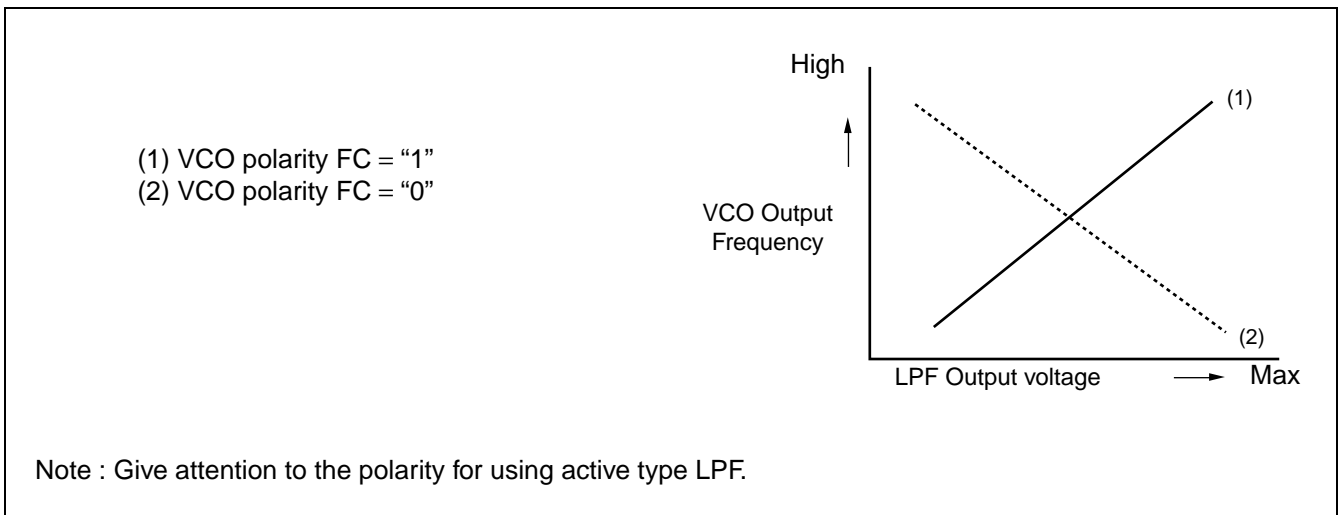 (1) VCO polarity FC = “1”
(2) VCO polarity FC = “0”
High
(1)
VCO Output
Frequency
(2)
LPF Output voltage
Max
Note : Give attention to the polarity for using active type LPF.